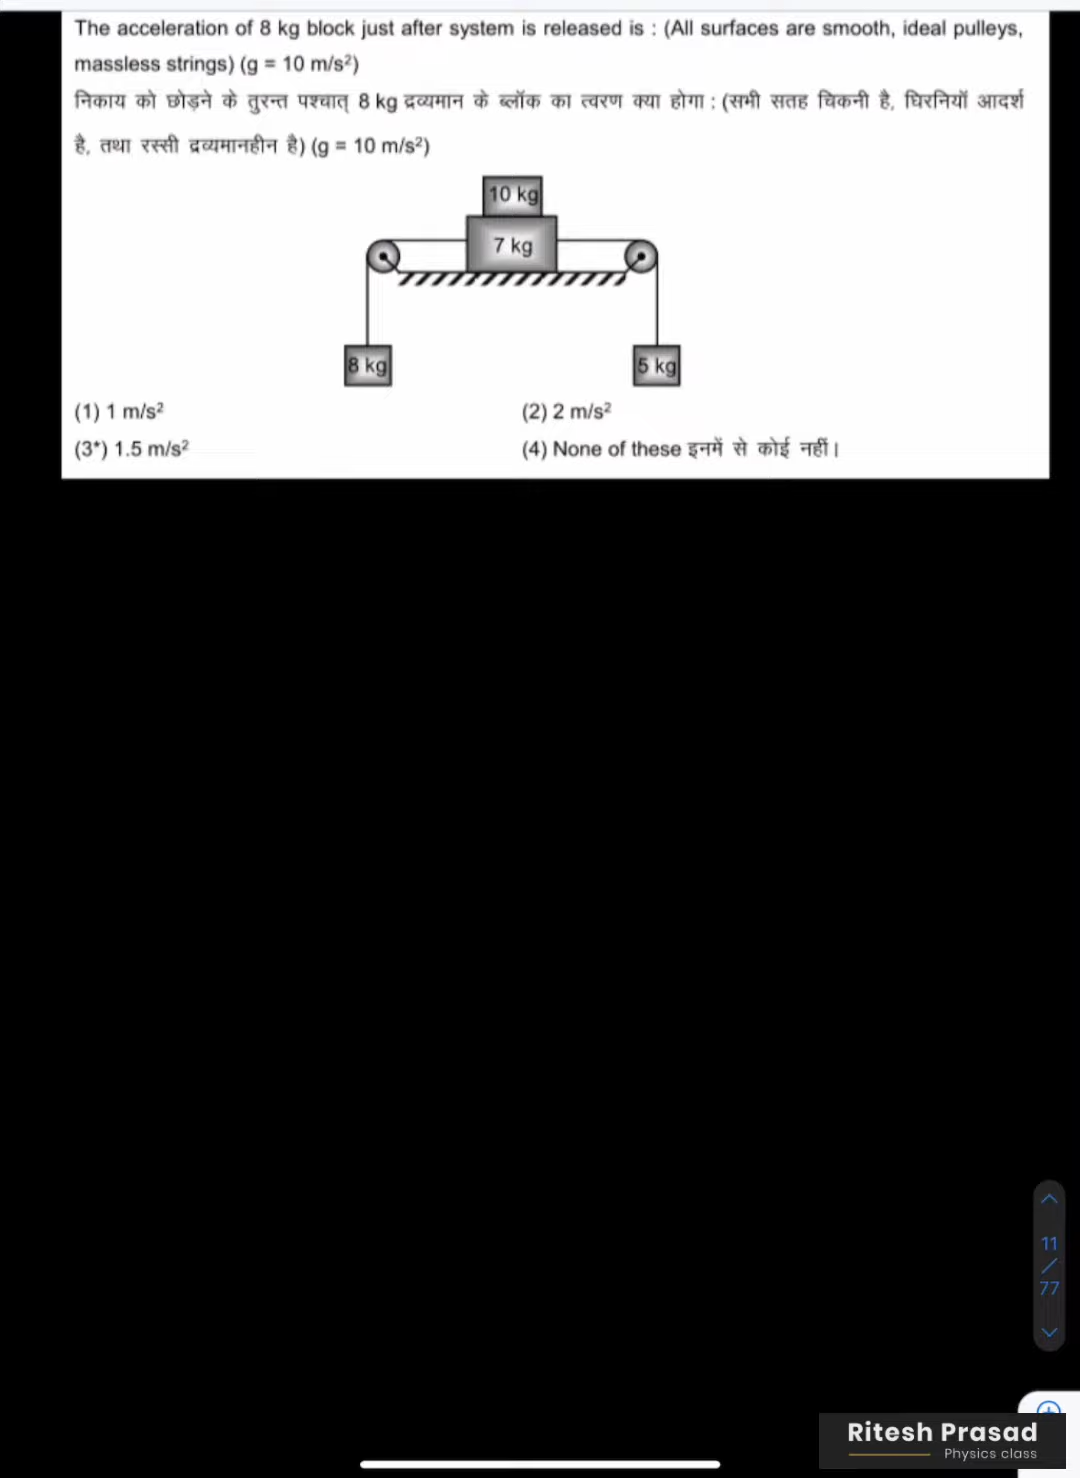 The acceleration of 8 kg block just after system is released is : (All surfaces are smooth, ideal pulleys,
massless strings) (g = 10 m/s²)
निकाय को छोड़ने के तुरन्त पश्चात् 8 kg द्रव्यमान के ब्लॉक का त्वरण क्या होगा : (सभी सतह चिकनी है, घिरनियॉ आदर्श
है, तथा रस्सी द्रव्यमानहीन है) (g = 10 m/s²)
10 kg
7 kg
8 kg
5 kg
(1) 1 m/s²
(2) 2 m/s²
(3*) 1.5 m/s²
(4) None of these इनमें से कोई नहीं।
11
/
77
Ritesh Prasad
Physics class